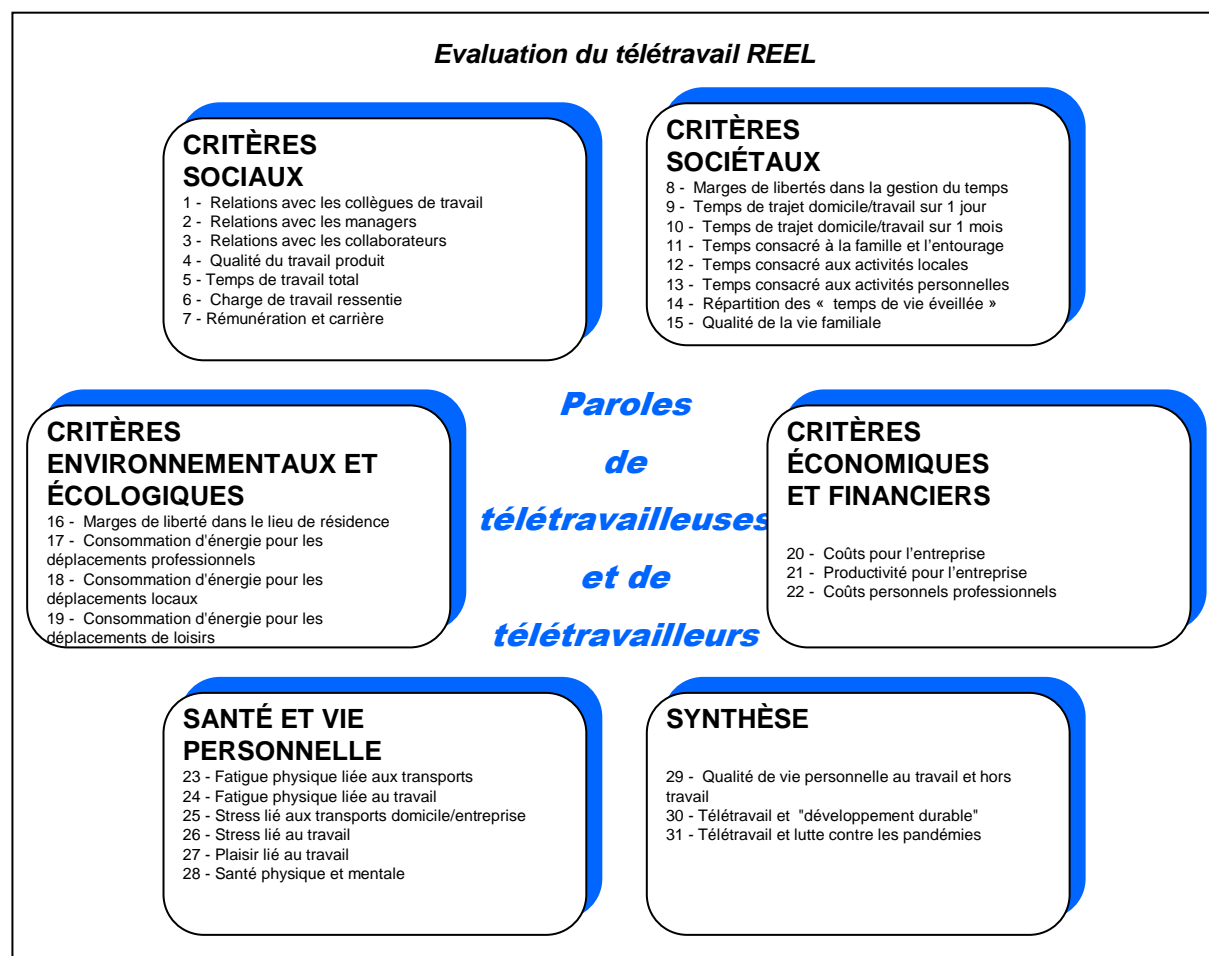 Evaluation du télétravail REEL
CRITÈRES
SOCIAUX
1 - Relations avec les collègues de travail
2 - Relations avec les managers
3 - Relations avec les collaborateurs
4 - Qualité du travail produit
5 - Temps de travail total
6 - Charge de travail ressentie
7 - Rémunération et carrière
CRITÈRES
SOCIÉTAUX
8 - Marges de libertés dans la gestion du temps
9 - Temps de trajet domicile/travail sur 1 jour
10 - Temps de trajet domicile/travail sur 1 mois
11 - Temps consacré à la famille et l'entourage
12 - Temps consacré aux activités locales
13 - Temps consacré aux activités personnelles
14 - Répartition des « temps de vie éveillée »
15 - Qualité de la vie familiale
CRITÈRES
ENVIRONNEMENTAUX ET
ÉCOLOGIQUES
16 - Marges de liberté dans le lieu de résidence
17 - Consommation d'énergie pour les
déplacements professionnels
18 - Consommation d'énergie pour les
déplacements locaux
19 - Consommation d'énergie pour les
déplacements de loisirs
Paroles
de
télétravailleuses
et de
télétravailleurs
CRITÈRES
ÉCONOMIQUES
ET FINANCIERS
20 - Coûts pour l'entreprise
21 - Productivité pour l'entreprise
22 - Coûts personnels professionnels
SANTÉ ET VIE
PERSONNELLE
23 - Fatigue physique liée aux transports
24 - Fatigue physique liée au travail
25 - Stress lié aux transports domicile/entreprise
26 - Stress lié au travail
27 - Plaisir lié au travail
28 - Santé physique et mentale
SYNTHÈSE
29 - Qualité de vie personnelle au travail et hors
travail
30 - Télétravail et "développement durable"
31 - Télétravail et lutte contre les pandémies